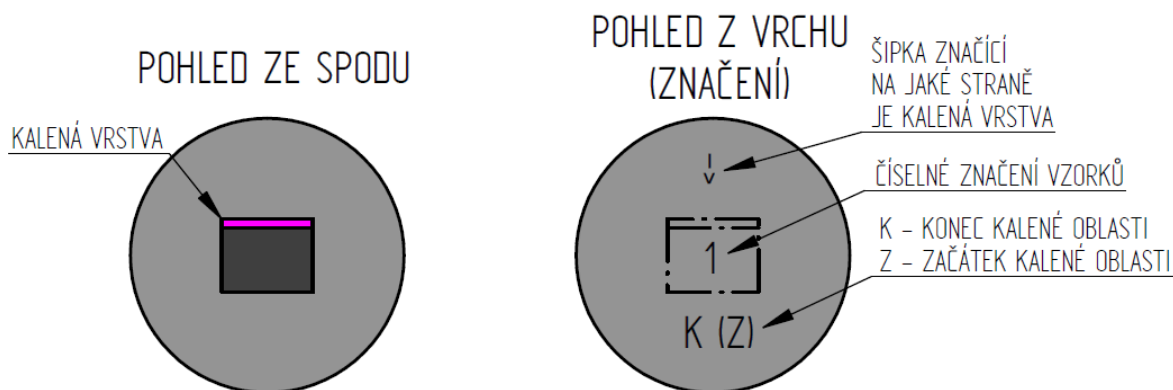 POHLED ZE SPODU
KALENÁ VRSTVA
POHLED Z VRCHU
(ZNAČENÍ)
ŠIPKA ZNAČÍCÍ
NA JAKÉ STRANĚ
JE KALENÁ VRSTVA
ČÍSELNÉ ZNAČENÍ VZORKŮ
1
K – KONEC KALENÉ OBLASTI
Z – ZAČÁTEK KALENÉ OBLASTI
K (Z)